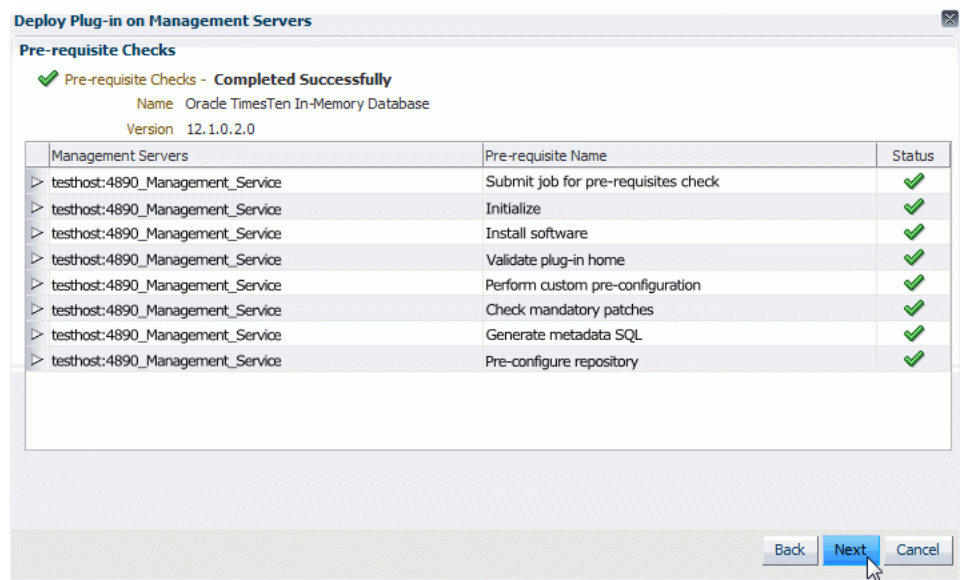 Deploy Plug-in on Management Servers
Pre-requisite Checks
Pre-requisite Checks - Completed Successfully
Name Oracle TimesTen In-Memory Database
Version 12.1.0.2.0
Management Servers Pre-requisite Name Status
testhost:4890_Management_Service Submit job for pre-requisites check
testhost:4890_Management_Service Initialize
testhost:4890_Management_Service Install software
testhost:4890_Management_Service Validate plug-in home
testhost:4890_Management_Service Perform custom pre-configuration
testhost:4890_Management_Service Check mandatory patches
testhost:4890_Management_Service Generate metadata SQL
testhost:4890_Management_Service Pre-configure repository
Back Next Cancel